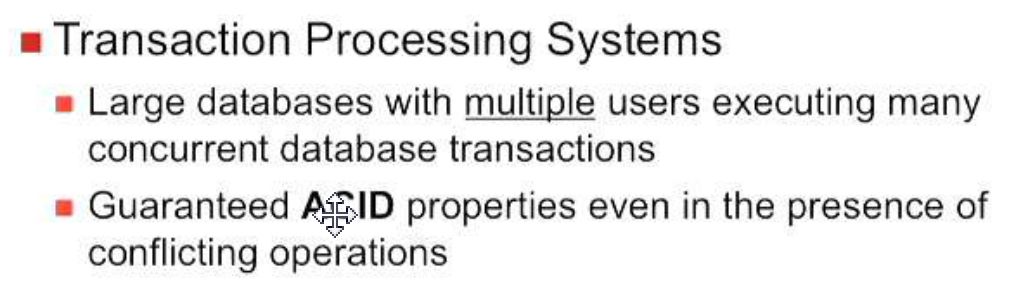 Transaction Processing Systems
Large databases with multiple users executing many
concurrent database transactions
Guaranteed ACID properties even in the presence of
conflicting operations